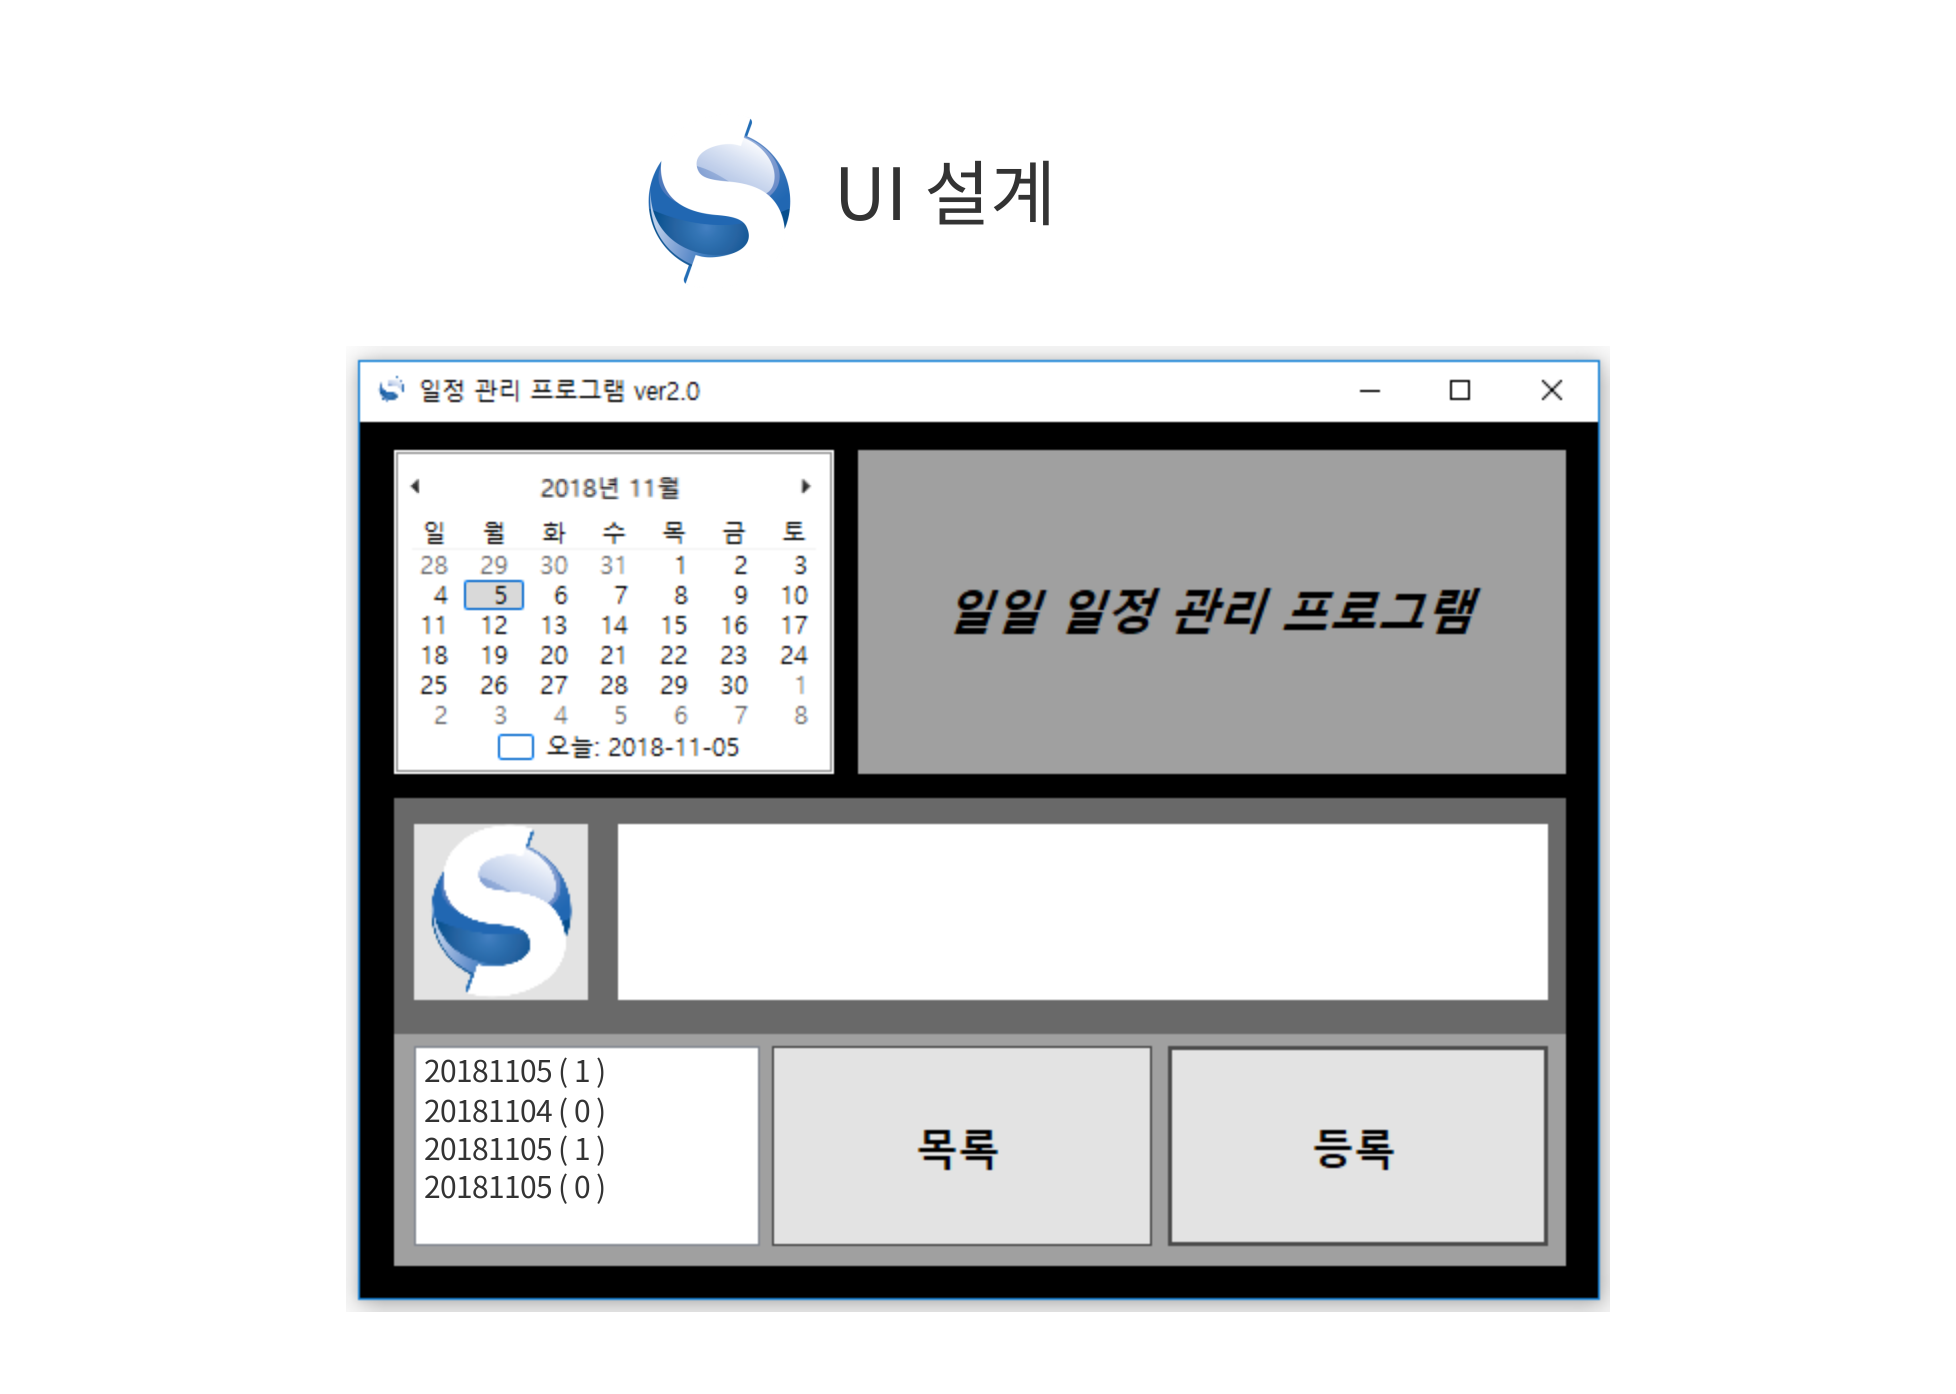 UI 설계
일정 관리 프로그램 ver2.0
2018년 11월
일 월 화 수 목 금 토
28 29 30 31 1 2 3
4 5 6 7 8 9 10
11 12 13 14 15 16 17
18 19 20 21 22 23 24
25 26 27 28 29 30 1
2 3 4 5 6 7 8
오늘: 2018-11-05
일일 일정 관리 프로그램
20181105 ( 1 )
20181104 ( 0 )
20181105 ( 1 )
20181105 ( 0 )
목록
등록